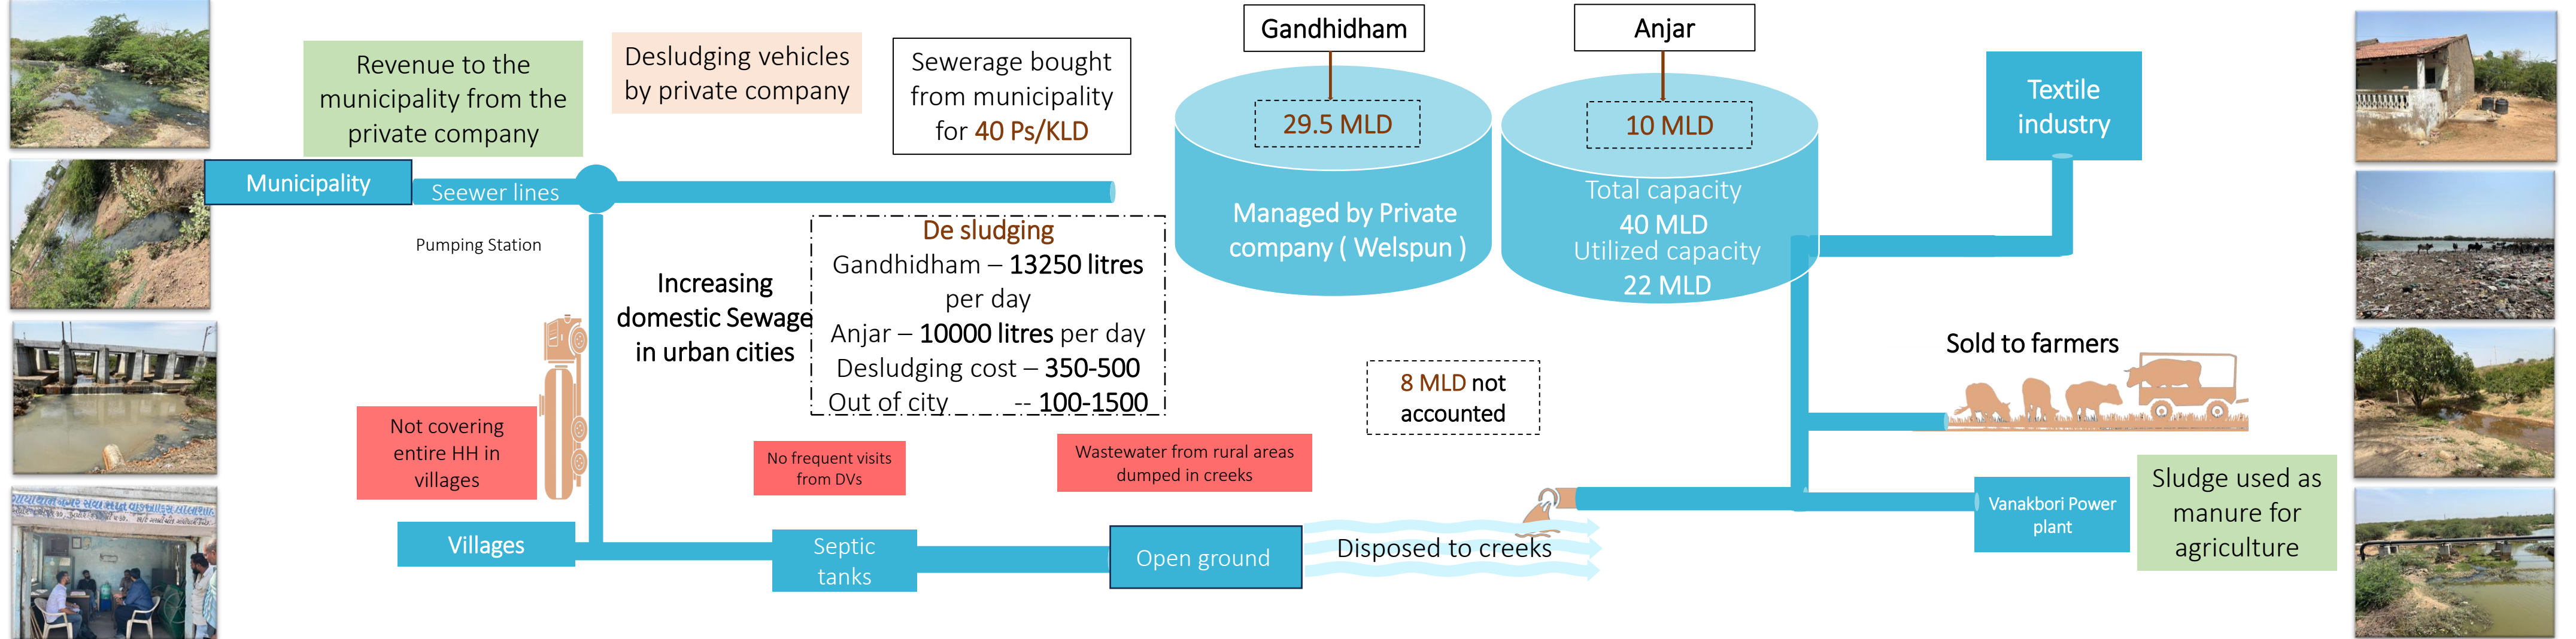 Revenue to the
municipality from the
private company
Desludging vehicles
by private company
Sewerage bought
from municipality
for 40 Ps/KLD
Gandhidham
29.5 MLD
Managed by Private
company ( Welspun )
Anjar
10 MLD
Total capacity
40 MLD
Utilized capacity
22 MLD
Textile
industry
Municipality
Seewer lines
Pumping Station
Increasing
domestic Sewage
in urban cities
De sludging
Gandhidham – 13250 litres
per day
Anjar – 10000 litres per day
Desludging cost – 350-500
Out of city -- 100-1500
8 MLD not
accounted
Sold to farmers
Not covering
entire HH in
villages
No frequent visits
from DVs
Wastewater from rural areas
dumped in creeks
Villages
Septic
tanks
Open ground
Disposed to creeks
Vanakbori Power
plant
Sludge used as
manure for
agriculture